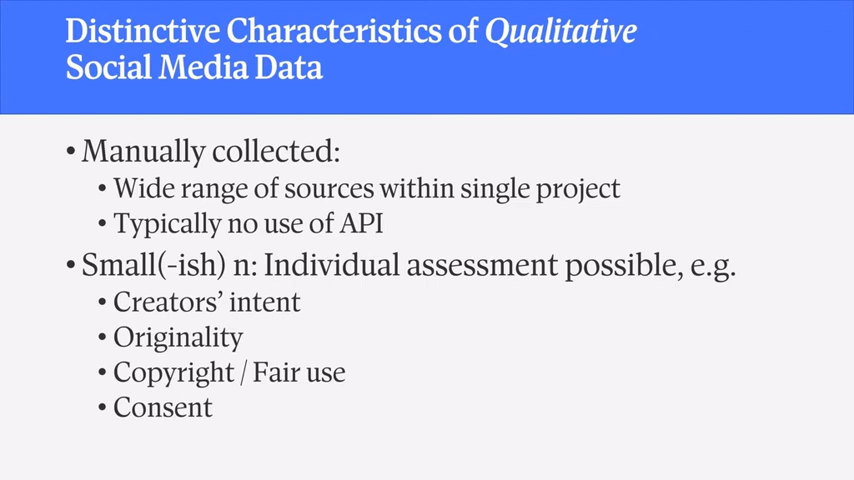 Distinctive Characteristics of Qualitative
Social Media Data
• Manually collected:
• Wide range of sources within single project
• Typically no use of API
• Small(-ish) n: Individual assessment possible, e.g.
• Creators’ intent
• Originality
• Copyright / Fair use
• Consent